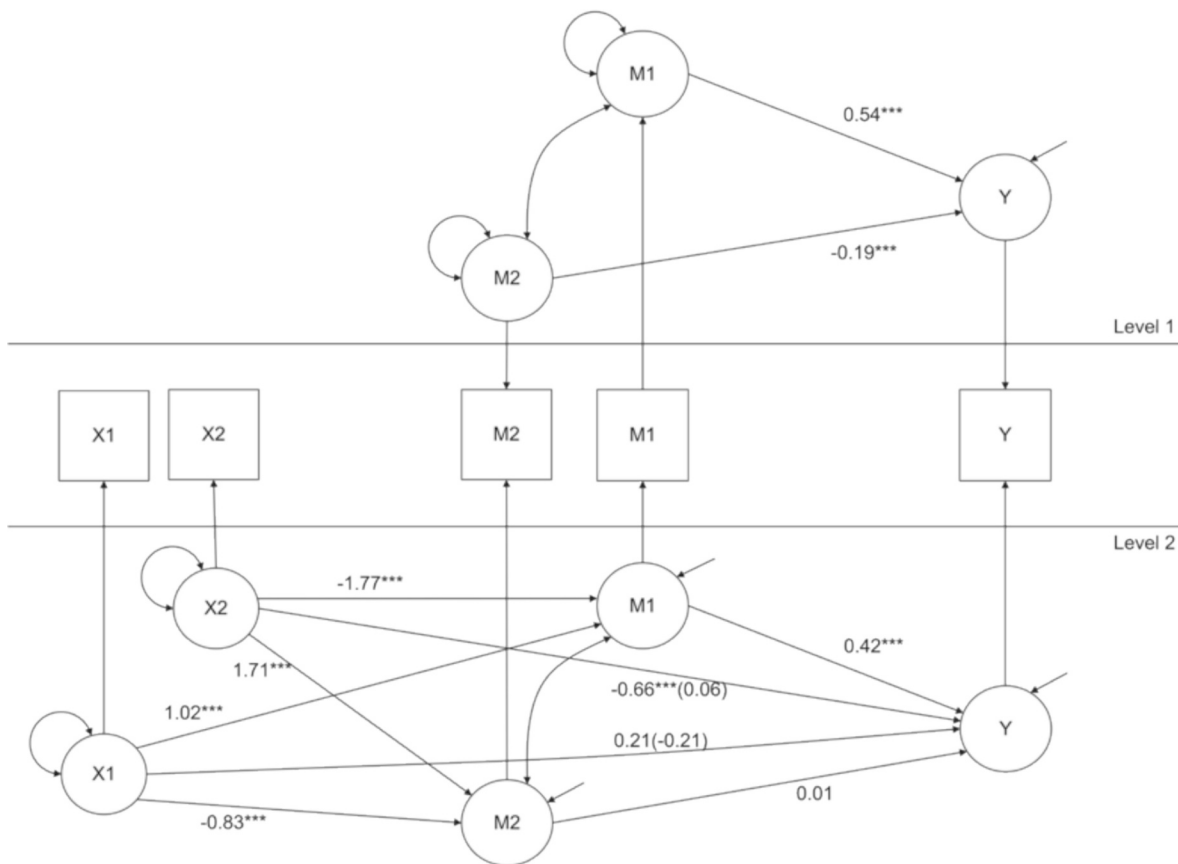 M1
0.54***
Y
M2
-0.19***
Level 1
X1
X2
M2
M1
Y
Level 2
X2
-1.77***
M1
0.42***
1.71***
-0.66***(0.06)
1.02***
Y
0.21(-0.21)
X1
0.01
-0.83***
M2